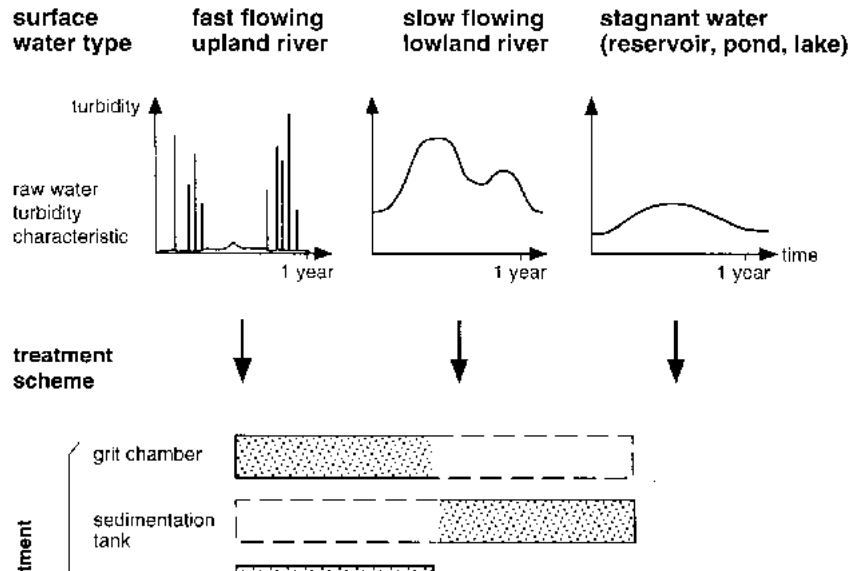 surface
water type
fast flowing
upland river
slow flowing
lowland river
stagnant water
(reservoir, pond, lake)
turbidity
raw water
turbidity
characteristic
1 year
1 year
1 year
time
treatment
scheme
grit chamber
sedimentation
tank
tment